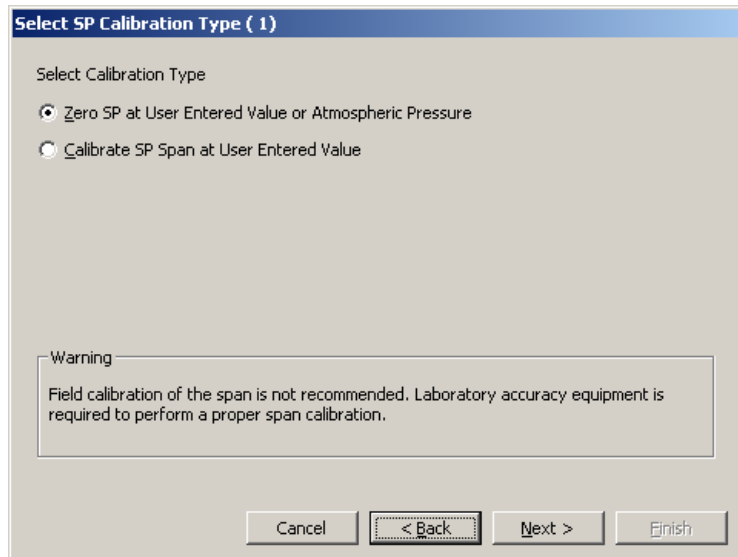 Select SP Calibration Type ( 1)
Select Calibration Type
Zero SP at User Entered Value or Atmospheric Pressure
Calibrate SP Span at User Entered Value
Warning
Field calibration of the span is not recommended. Laboratory accuracy equipment is
required to perform a proper span calibration.
Cancel
< Back
Next >
Finish